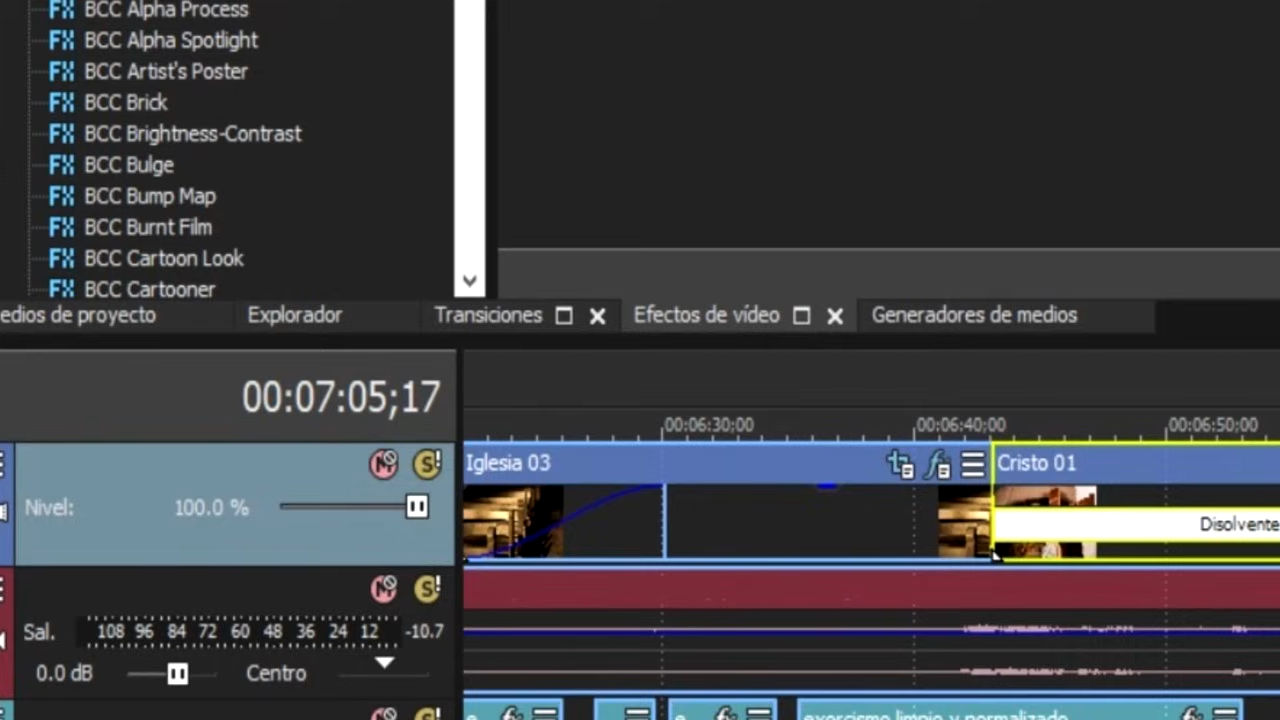 BCC Alpha Process
BCC Alpha Spotlight
BCC Artist's Poster
BCC Brick
BCC Brightness-Contrast
BCC Bulge
BCC Bump Map
BCC Burnt Film
BCC Cartoon Look
BCC Cartooner
edios de proyecto Explorador Transiciones Efectos de vídeo Generadores de medios
00:07:05;17
00:06:30;00 00:06:40;00 00:06:50;00
Iglesia 03 Cristo 01
Nivel: 100.0 %
Disolvente
Sal. 108 96 84 72 60 48 36 24 12 -10.7
0.0 dB Centro
exorcismo limpio y normalizado